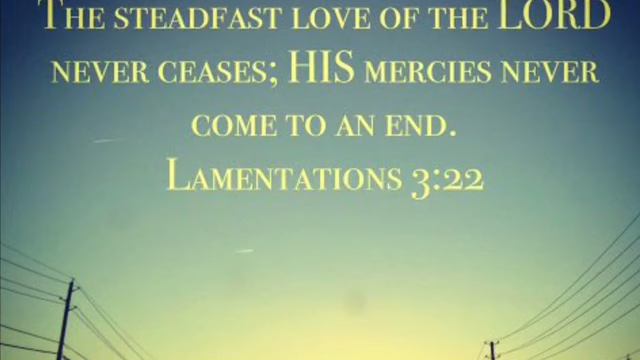 The steadfast love of the LORD
never ceases; HIS mercies never
come to an end.
Lamentations 3:22